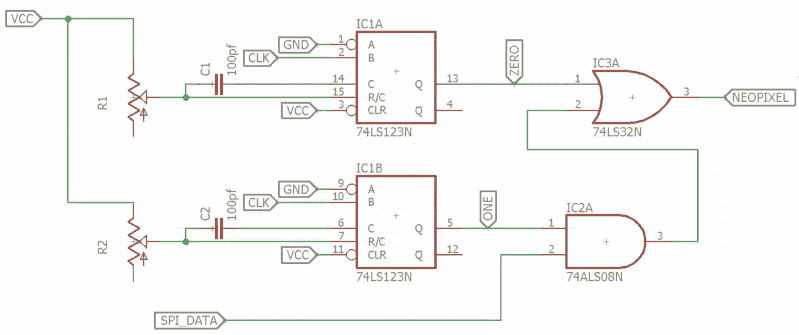 VCC
R1
C1
100pf
GND
CLK
VCC
IC1A
1
2
14
15
3
A
B
C
R/C
CLR
Q
Q
13
4
74LS123N
ZERO
IC3A
1
2
3
74LS32N
NEOPIXEL
R2
C2
100pf
GND
CLK
VCC
IC1B
9
10
6
7
11
A
B
C
R/C
CLR
Q
Q
5
12
74LS123N
ONE
IC2A
1
2
3
74ALS08N
SPI_DATA